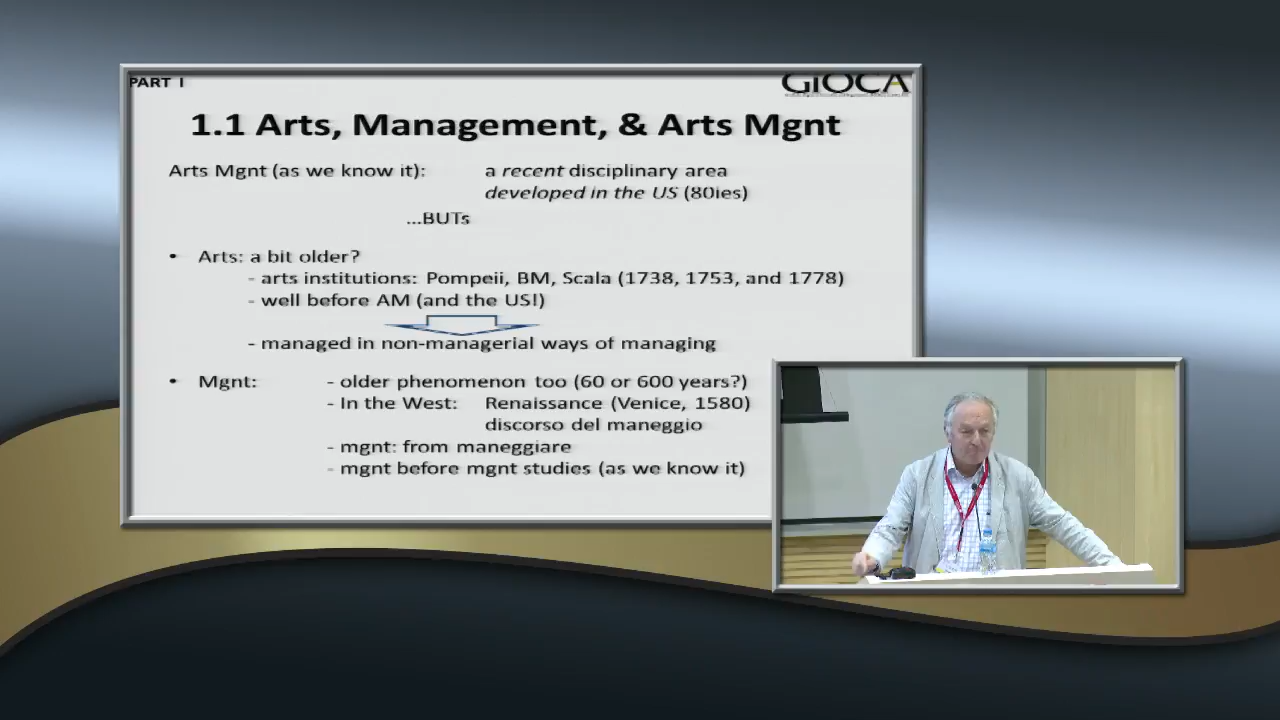 PART I
GIOCA
1.1 Arts, Management, & Arts Mgnt
Arts Mgnt (as we know it): a recent disciplinary area
developed in the US (80ies)
...BUTs
• Arts: a bit older?
- arts institutions: Pompeii, BM, Scala (1738, 1753, and 1778)
- well before AM (and the US!)
- managed in non-managerial ways of managing
• Mgnt: - older phenomenon too (60 or 600 years?)
- In the West: Renaissance (Venice, 1580)
discorso del maneggio
- mgnt: from maneggiare
- mgnt before mgnt studies (as we know it)